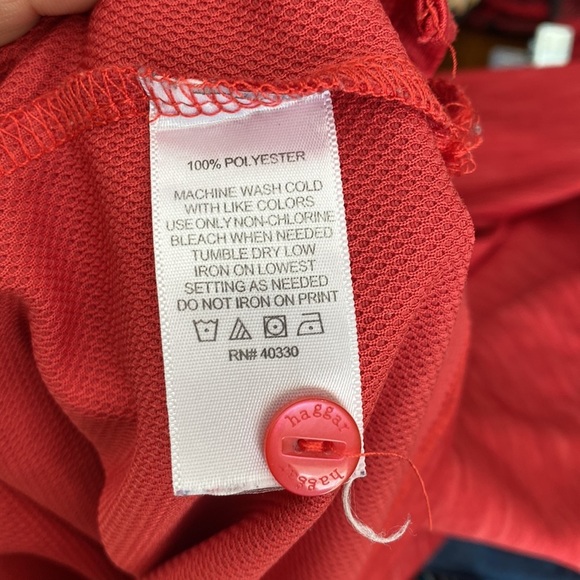 100% POLYESTER
MACHINE WASH COLD
WITH LIKE COLORS
USE ONLY NON-CHLORINE
BLEACH WHEN NEEDED
TUMBLE DRY LOW
IRON ON LOWEST
SETTING AS NEEDED
DO NOT IRON ON PRINT
RN# 40330
haggar
haggar